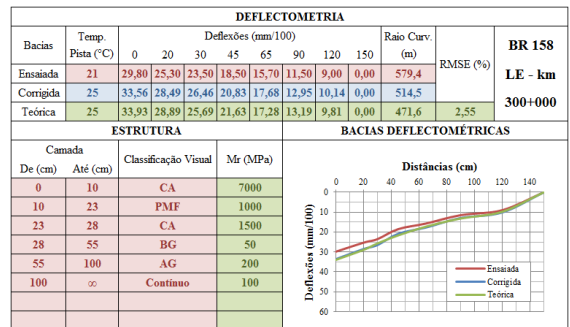 DEFLECTOMETRIA
Bacias Temp. Pista (°C) Deflexões (mm/100) Raio Curv. (m) RMSE (%) BR 158 LE - km 300+000
0 20 30 45 65 90 120 150
Ensaiada 21 29,80 25,30 23,50 18,50 15,70 11,50 9,00 0,00 579,4
Corrigida 25 33,56 28,49 26,46 20,83 17,68 12,95 10,14 0,00 514,5
Teórica 25 33,93 28,89 25,69 21,63 17,28 13,19 9,81 0,00 471,6 2,55
ESTRUTURA
Camada Classificação Visual Mr (MPa)
De (cm) Até (cm)
0 10 CA 7000
10 23 PMF 1000
23 28 CA 1500
28 55 BG 50
55 100 AG 200
100 ∞ Contínuo 100
BACIAS DEFLECTOMÉTRICAS
Distâncias (cm)
0 20 40 60 80 100 120 140
Deflexões (mm/100)
0
10
20
30
40
50
60
Ensaiada
Corrigida
Teórica